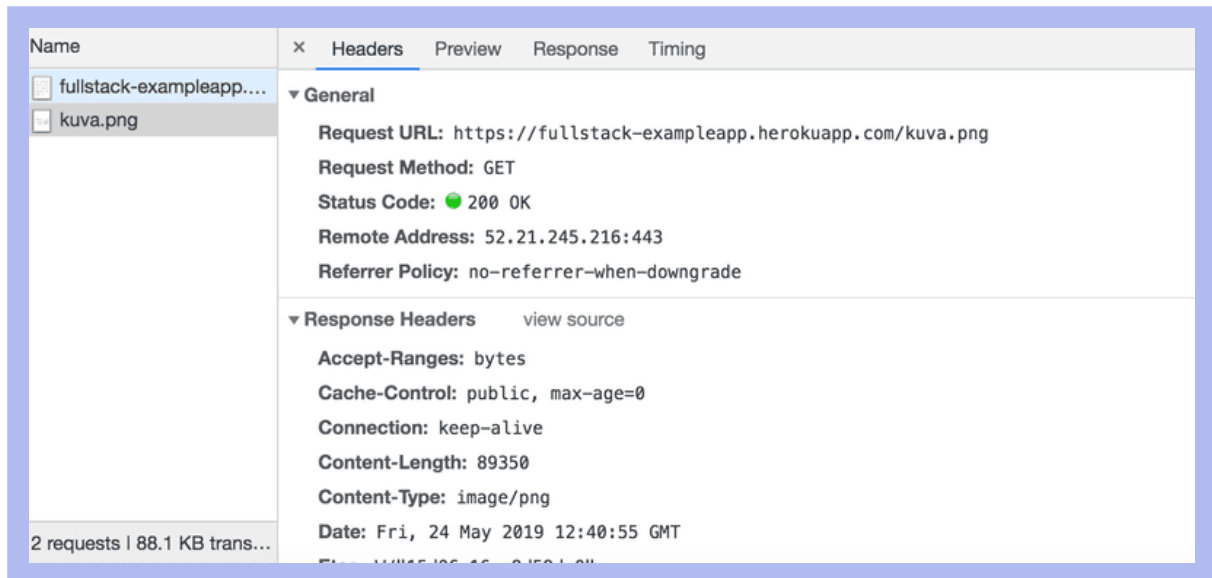 Name
× Headers Preview Response Timing
fullstack-exampleapp....
kuva.png
General
Request URL: https://fullstack-exampleapp.herokuapp.com/kuva.png
Request Method: GET
Status Code: 200 OK
Remote Address: 52.21.245.216:443
Referrer Policy: no-referrer-when-downgrade
Response Headers view source
Accept-Ranges: bytes
Cache-Control: public, max-age=0
Connection: keep-alive
Content-Length: 89350
Content-Type: image/png
Date: Fri, 24 May 2019 12:40:55 GMT
2 requests | 88.1 KB trans...